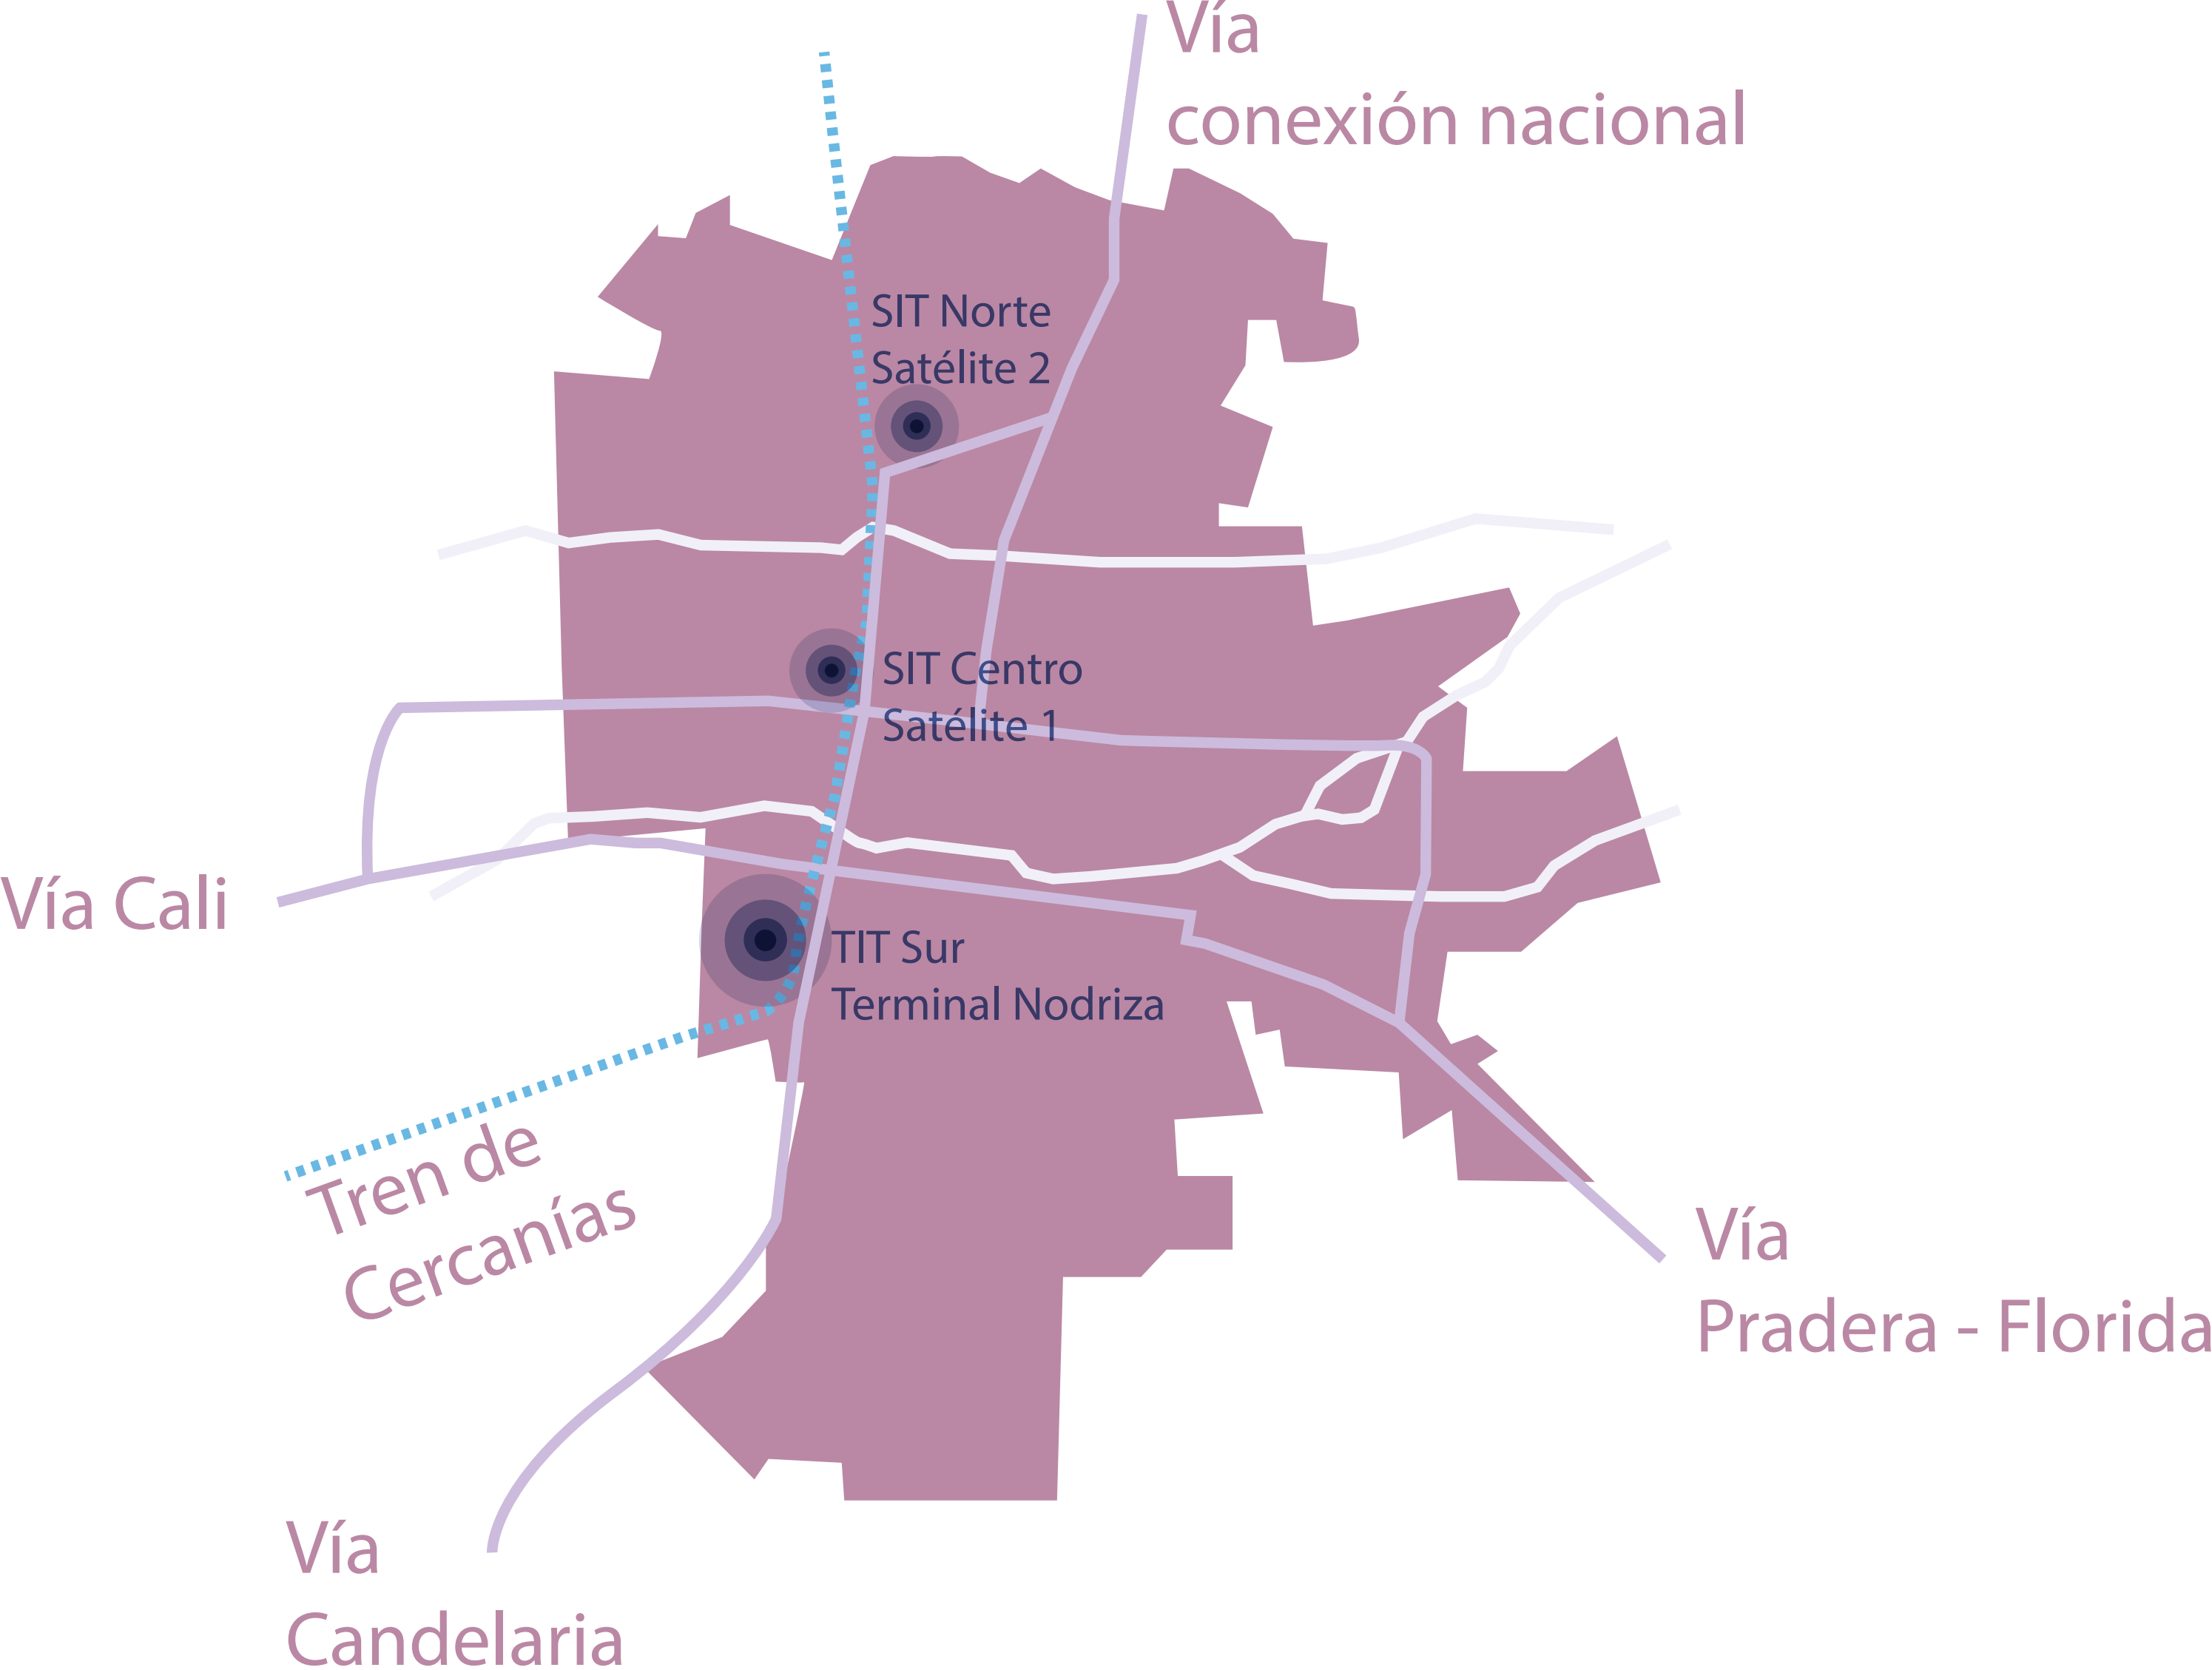 Vía
conexión nacional
SIT Norte
Satélite 2
SIT Centro
Satélite 1
Vía Cali
TIT Sur
Terminal Nodriza
Tren de
Cercanías
Vía
Pradera - Florida
Vía
Candelaria